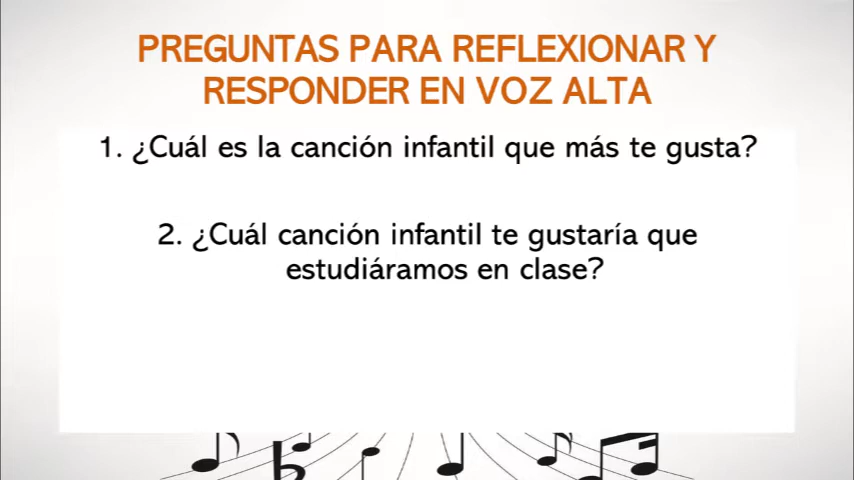 PREGUNTAS PARA REFLEXIONAR Y
RESPONDER EN VOZ ALTA
1. ¿Cuál es la canción infantil que más te gusta?
2. ¿Cuál canción infantil te gustaría que
estudiáramos en clase?